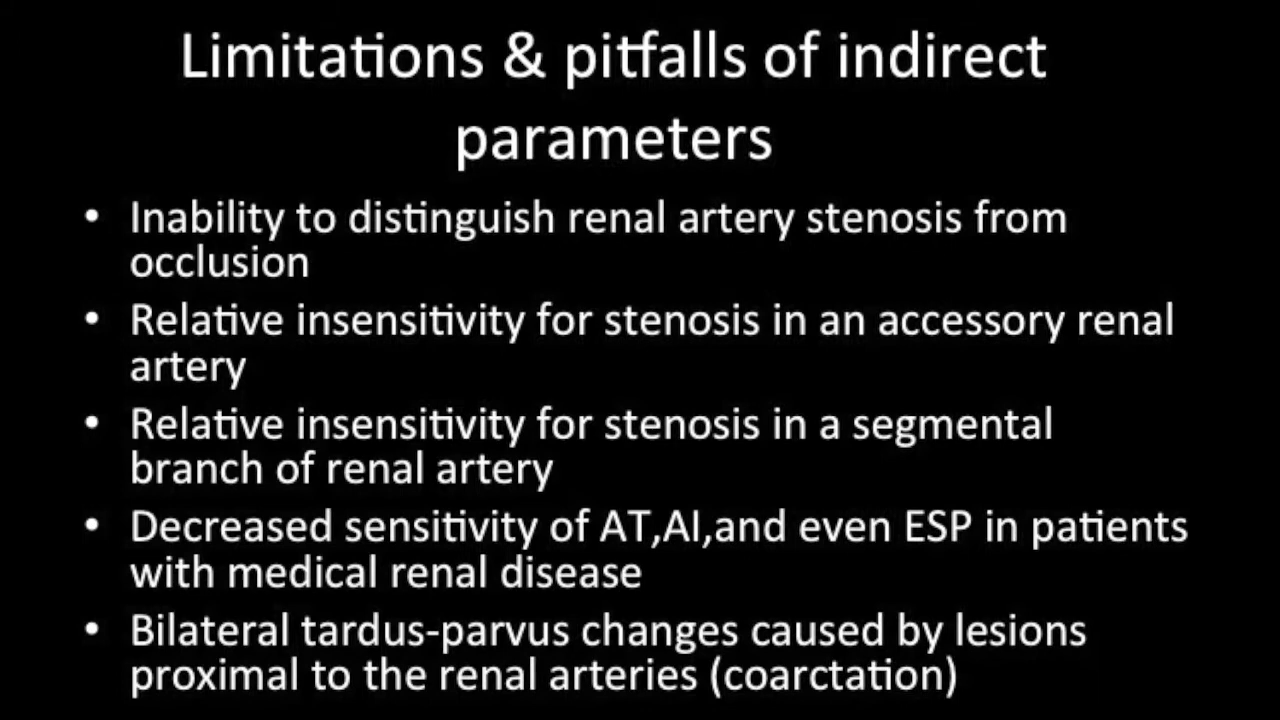 Limitations & pitfalls of indirect
parameters
• Inability to distinguish renal artery stenosis from
occlusion
• Relative insensitivity for stenosis in an accessory renal
artery
• Relative insensitivity for stenosis in a segmental
branch of renal artery
• Decreased sensitivity of AT,AI,and even ESP in patients
with medical renal disease
• Bilateral tardus-parvus changes caused by lesions
proximal to the renal arteries (coarctation)